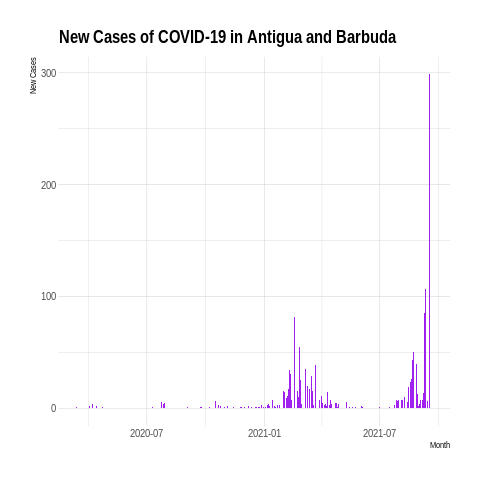 New Cases of COVID-19 in Antigua and Barbuda
New Cases
300
200
100
0
2020-07 2021-01 2021-07
Month